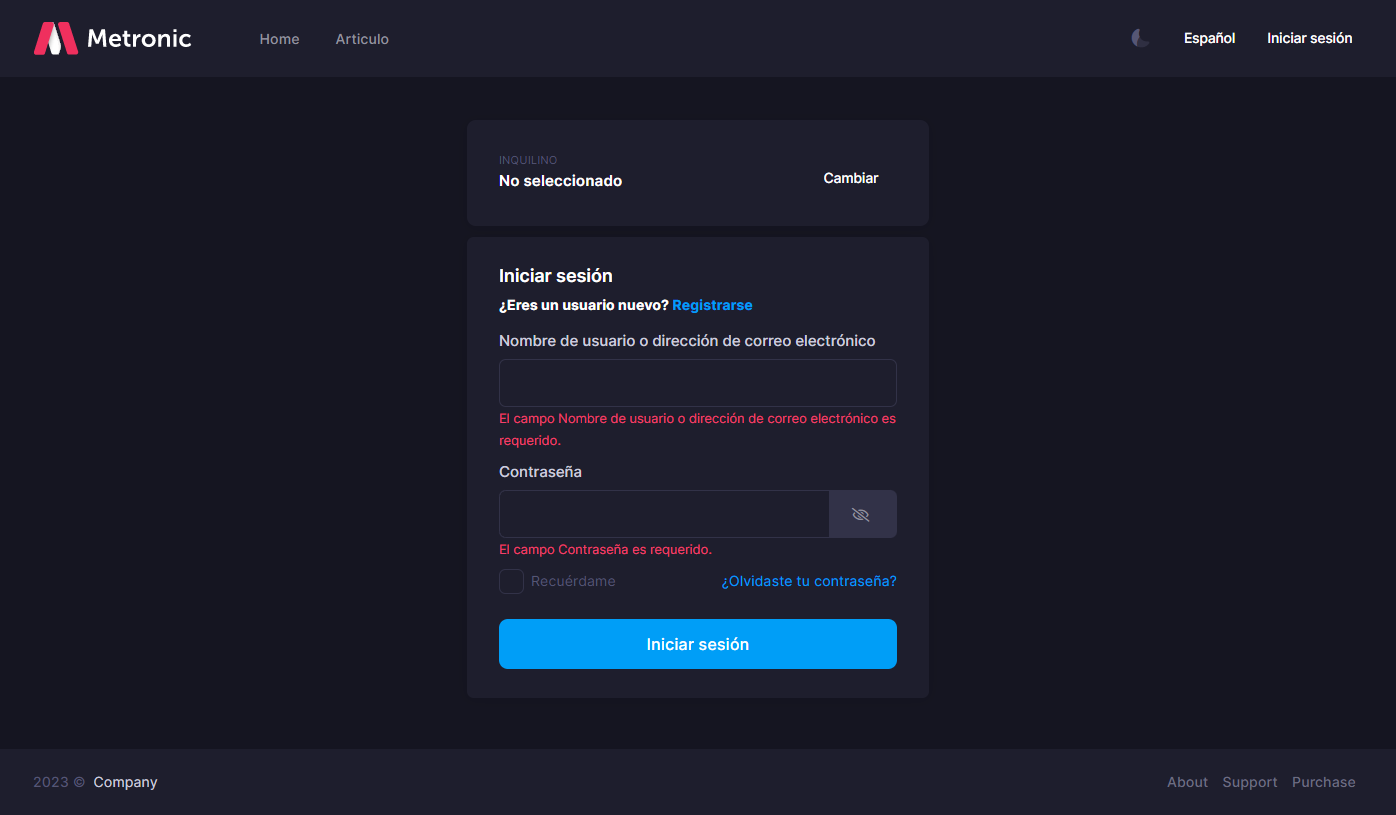 Metronic
Home
Articulo
Español
Iniciar sesión
INQUILINO
No seleccionado
Cambiar
Iniciar sesión
¿Eres un usuario nuevo? Registrarse
Nombre de usuario o dirección de correo electrónico
El campo Nombre de usuario o dirección de correo electrónico es
requerido.
Contraseña
El campo Contraseña es requerido.
Recuérdame
¿Olvidaste tu contraseña?
Iniciar sesión
2023 © Company
About
Support
Purchase